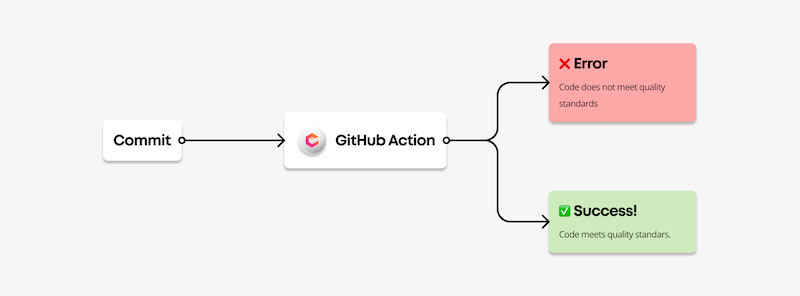 Commit
GitHub Action
❌ Error
Code does not meet quality
standards
✅ Success!
Code meets quality standars.